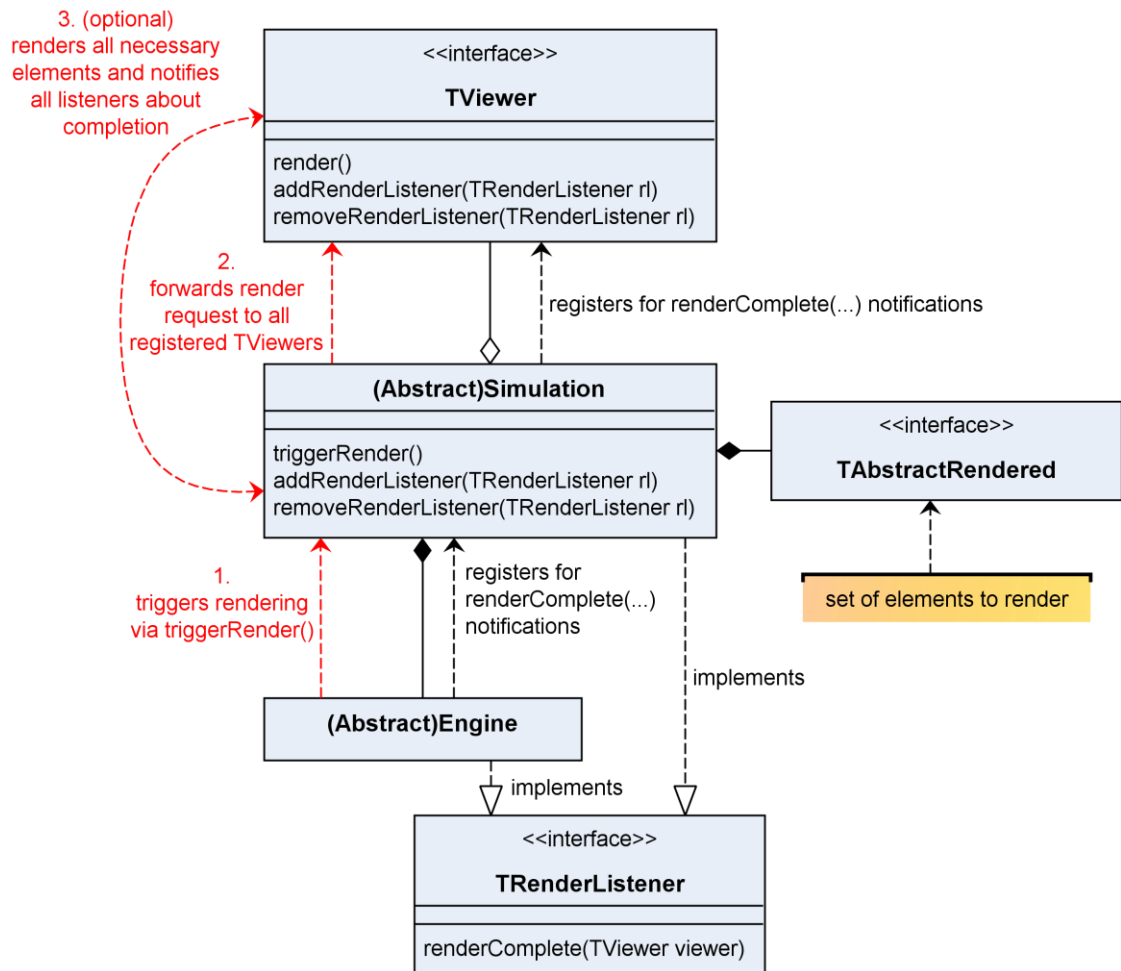 3. (optional)
renders all necessary
elements and notifies
all listeners about
completion
<<interface>>
TViewer
render()
addRenderListener(TRenderListener rl)
removeRenderListener(TRenderListener rl)
2.
forwards render
request to all
registered TViewers
registers for renderComplete(...) notifications
(Abstract)Simulation
triggerRender()
addRenderListener(TRenderListener rl)
removeRenderListener(TRenderListener rl)
<<interface>>
TAbstractRendered
set of elements to render
1.
triggers rendering
via triggerRender()
registers for
renderComplete(...)
notifications
implements
(Abstract)Engine
implements
<<interface>>
TRenderListener
renderComplete(TViewer viewer)